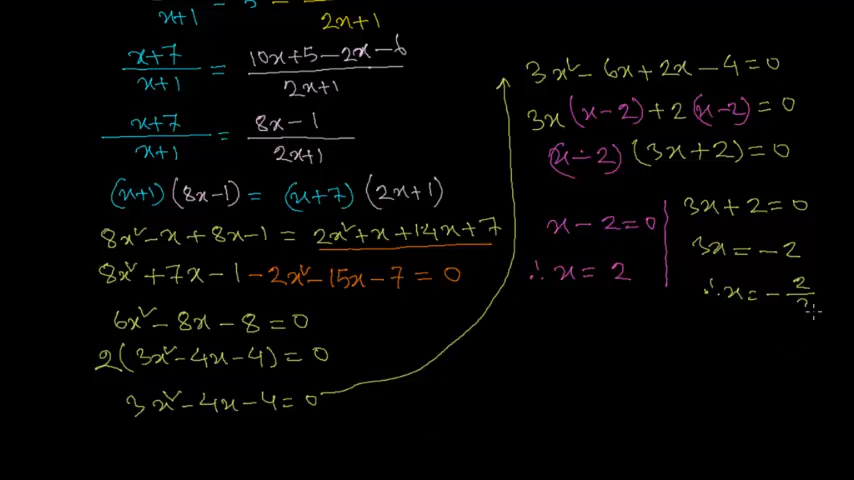 x+1 - 5 =
2x+1
x+7/x+1 = 10x+5-2x-6/2x+1
x+7/x+1 = 8x-1/2x+1
(x+1)(8x-1) = (x+7)(2x+1)
8x²-x+8x-1 = 2x²+x+14x+7
8x²+7x-1-2x²-15x-7=0
6x²-8x-8=0
2(3x²-4x-4)=0
3x²-4x-4=0
3x²-6x+2x-4=0
3x(x-2)+2(x-2)=0
(x-2)(3x+2)=0
x-2=0
∴x=2
3x+2=0
3x=-2
∴x=-2/